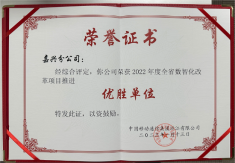 荣誉证书
嘉兴分公司：
经综合评定，你公司荣获2022年度全省数智化改
革项目推进
优胜单位
特发此证，以资鼓励。